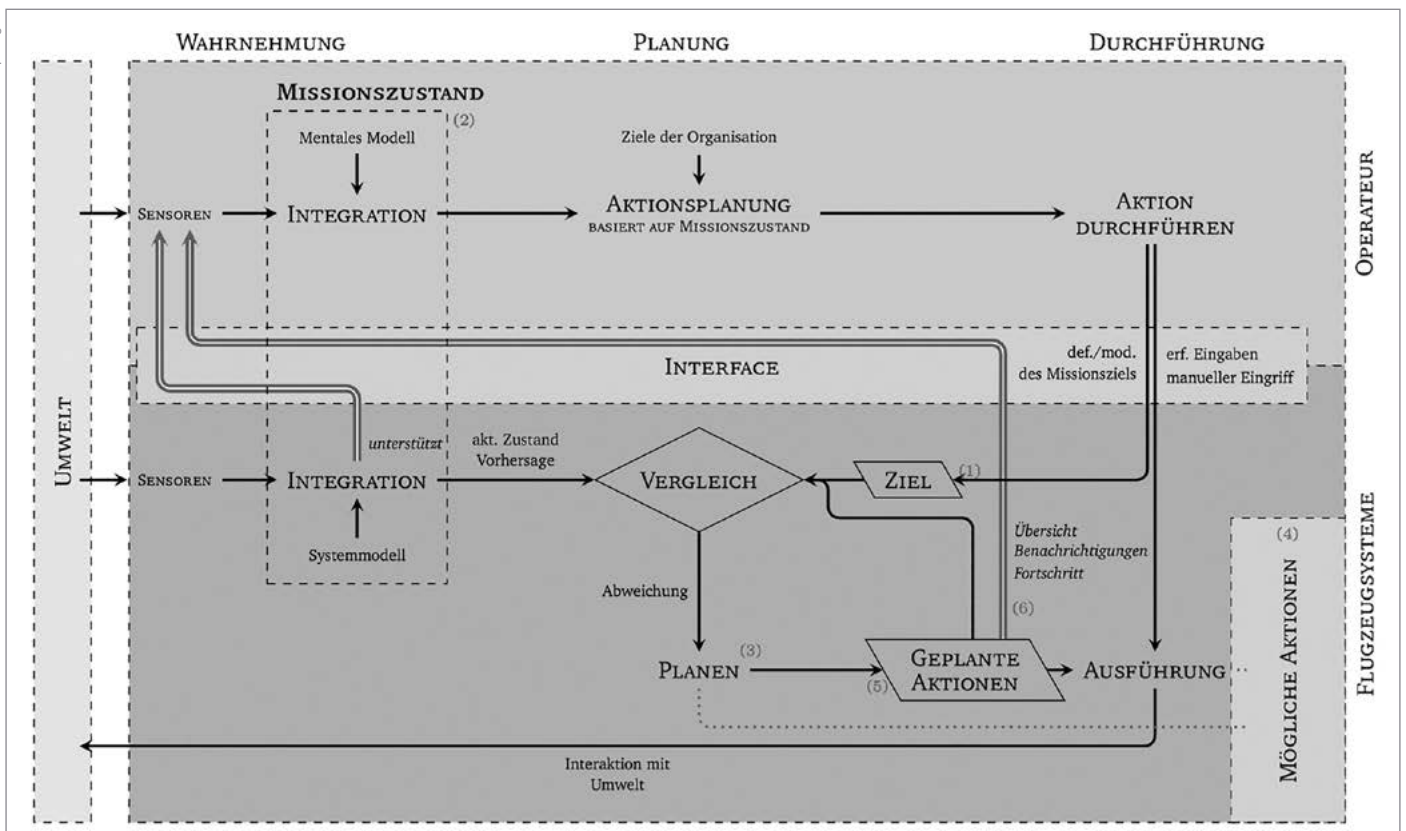 WAHRNEHMUNG
PLANUNG
DURCHFÜHRUNG
MISSIONSZUSTAND
(2)
Mentales Modell
Ziele der Organisation
SENSOREN
INTEGRATION
AKTIONSPLANUNG
BASIERT AUF MISSIONSZUSTAND
AKTION
DURCHFÜHREN
OPERATEUR
INTERFACE
def./mod.
des Missionsziels
erf. Eingaben
manueller Eingriff
UMWELT
unterstützt
akt. Zustand
Vorhersage
SENSOREN
INTEGRATION
VERGLEICH
ZIEL
(1)
Systemmodell
Übersicht
Benachrichtigungen
Fortschritt
(4)
MÖGLICHE AKTIONEN
FLUGZEUGSYSTEME
Abweichung
(6)
PLANEN
(3)
(5)
GEPLANTE
AKTIONEN
AUSFÜHRUNG
Interaktion mit
Umwelt